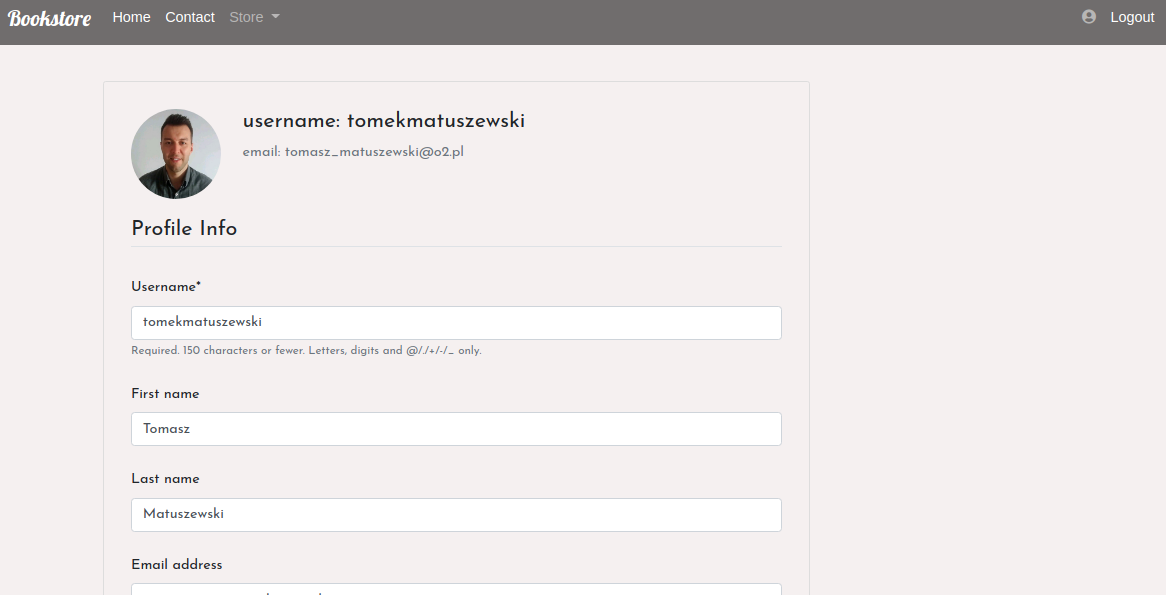 Bookstore Home Contact Store Logout
username: tomekmatuszewski
email: tomasz_matuszewski@o2.pl
Profile Info
Username*
tomekmatuszewski
Required. 150 characters or fewer. Letters, digits and @/./+/-/_ only.
First name
Tomasz
Last name
Matuszewski
Email address